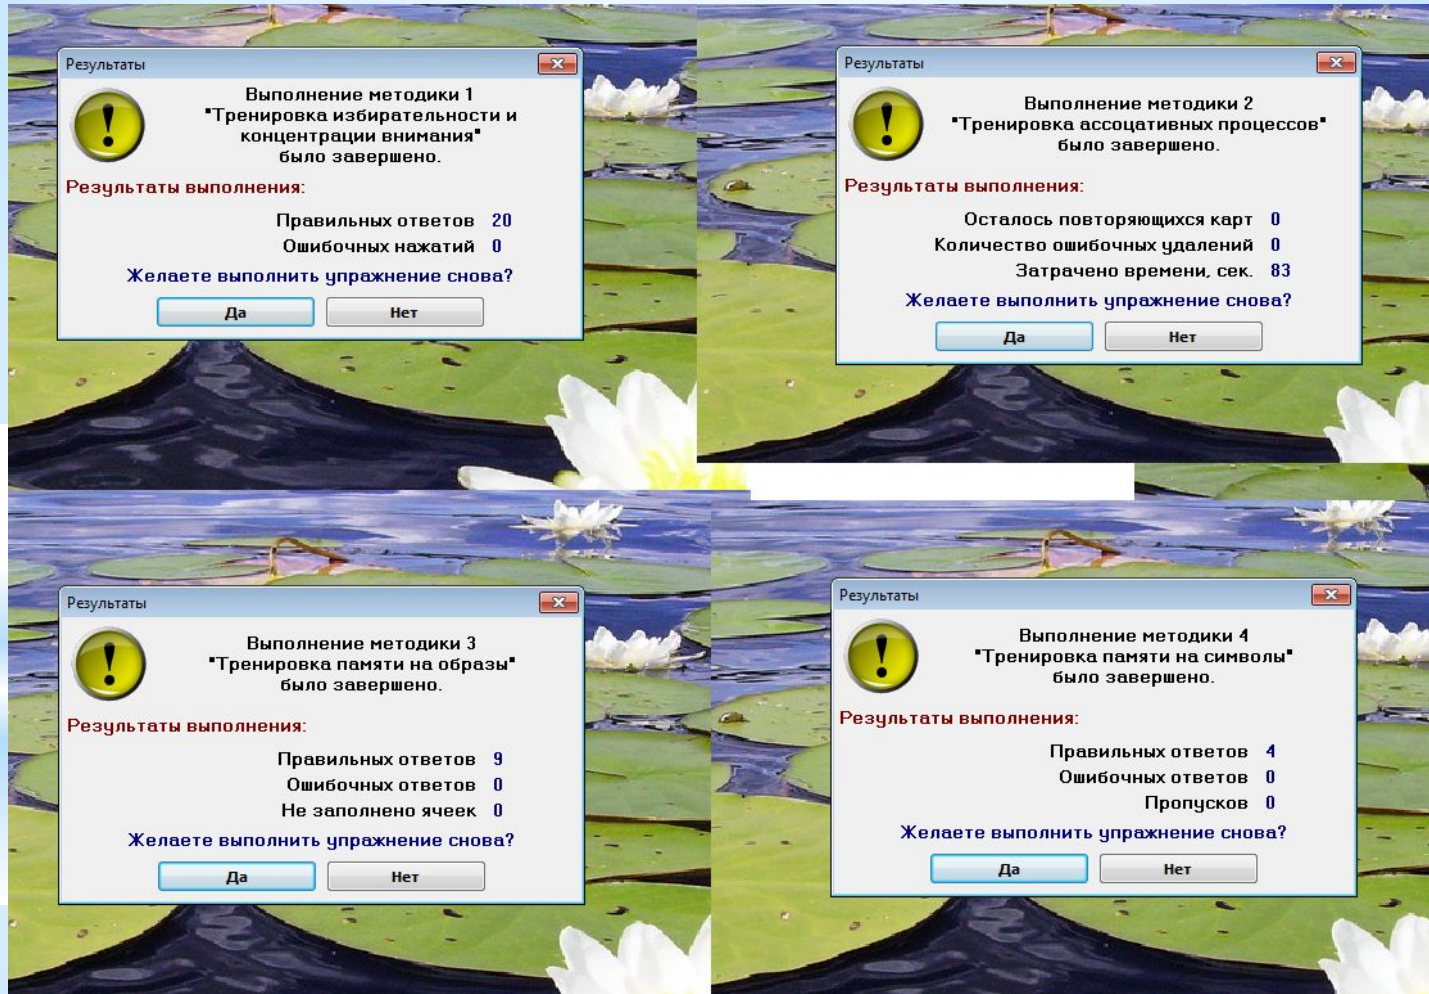 Результаты
Выполнение методики 1
"Тренировка избирательности и
концентрации внимания"
было завершено.
Результаты выполнения:
Правильных ответов 20
Ошибочных нажатий 0
Желаете выполнить упражнение снова?
Да Нет
Результаты
Выполнение методики 2
"Тренировка ассоцативных процессов"
было завершено.
Результаты выполнения:
Осталось повторяющихся карт 0
Количество ошибочных удалений 0
Затрачено времени, сек. 83
Желаете выполнить упражнение снова?
Да Нет
Результаты
Выполнение методики 3
"Тренировка памяти на образы"
было завершено.
Результаты выполнения:
Правильных ответов 9
Ошибочных ответов 0
Не заполнено ячеек 0
Желаете выполнить упражнение снова?
Да Нет
Результаты
Выполнение методики 4
"Тренировка памяти на символы"
было завершено.
Результаты выполнения:
Правильных ответов 4
Ошибочных ответов 0
Пропусков 0
Желаете выполнить упражнение снова?
Да Нет